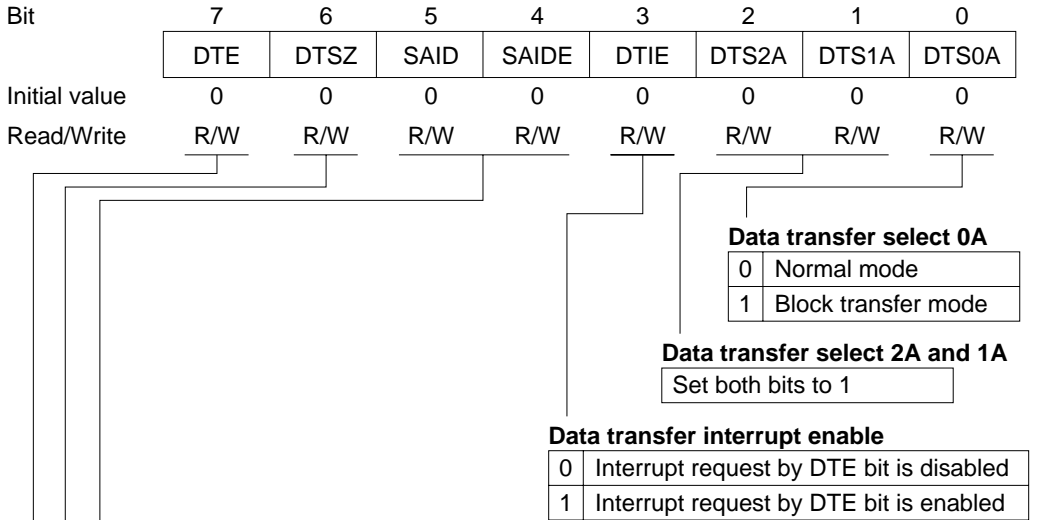 Bit 7 6 5 4 3 2 1 0
DTE DTSZ SAID SAIDE DTIE DTS2A DTS1A DTS0A
Initial value 0 0 0 0 0 0 0 0
Read/Write R/W R/W R/W R/W R/W R/W R/W R/W
Data transfer select 0A
0 Normal mode
1 Block transfer mode
Data transfer select 2A and 1A
Set both bits to 1
Data transfer interrupt enable
0 Interrupt request by DTE bit is disabled
1 Interrupt request by DTE bit is enabled